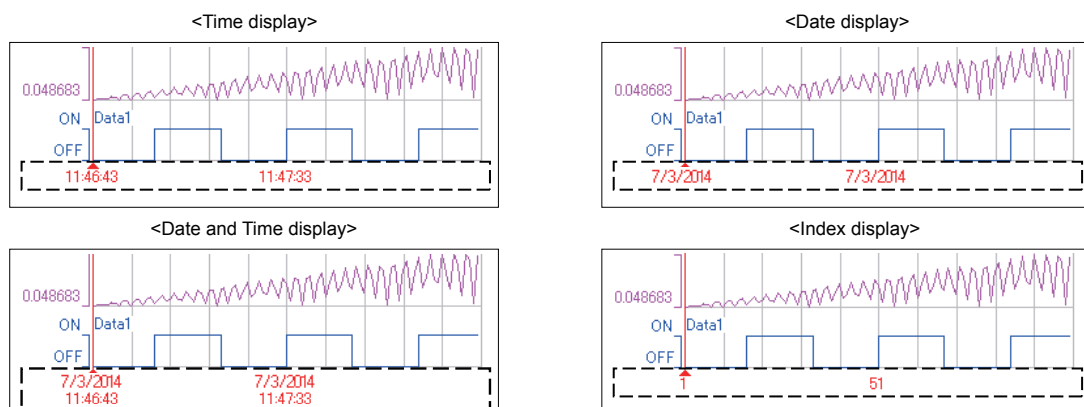 <Time display>
0.048683
ON Data1
OFF
11:46:43 11:47:33
<Date display>
0.048683
ON Data1
OFF
7/3/2014 7/3/2014
<Date and Time display>
0.048683
ON Data1
OFF
7/3/2014 7/3/2014
11:46:43 11:47:33
<Index display>
0.048683
ON Data1
OFF
1 51